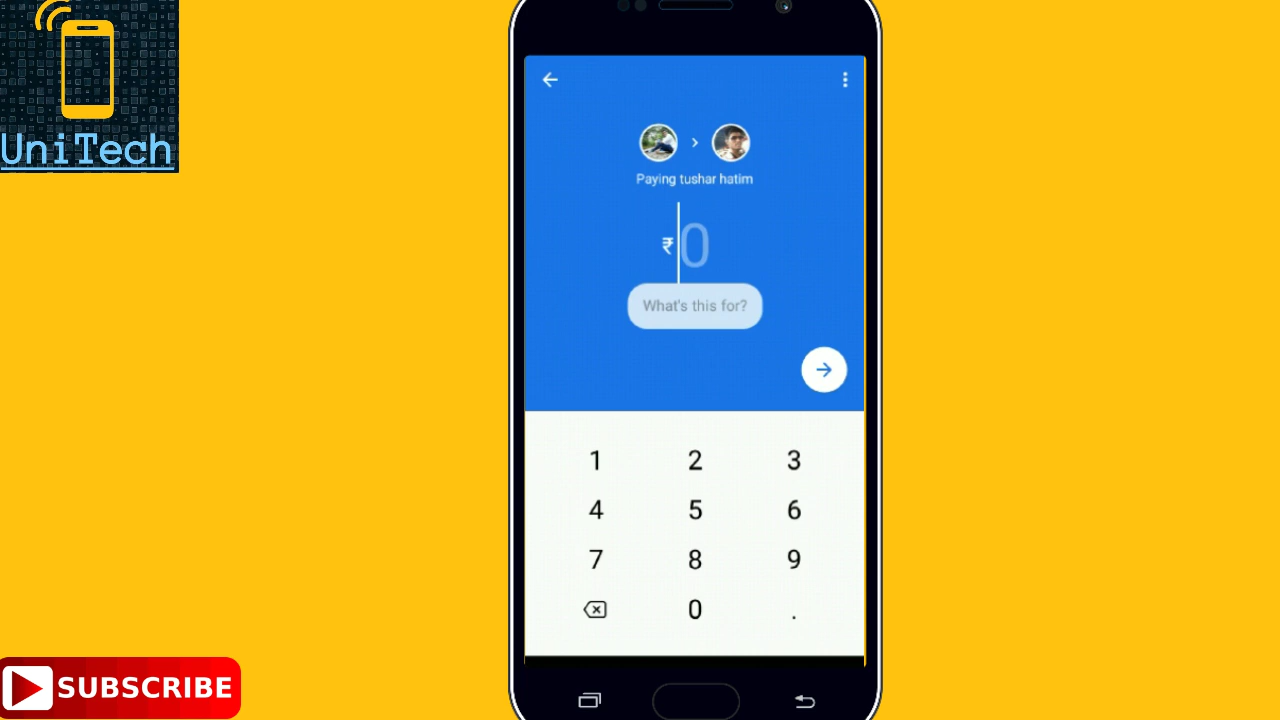 UniTech
Paying tushar hatim
₹ 0
What's this for?
1 2 3
4 5 6
7 8 9
0 .
SUBSCRIBE